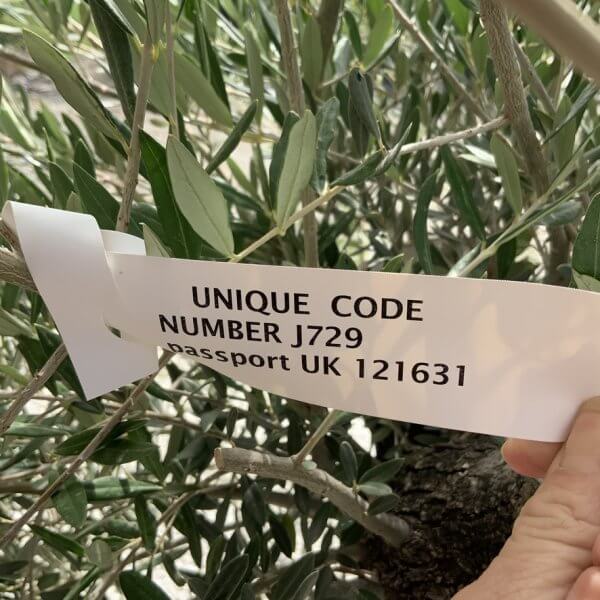 UNIQUE CODE
NUMBER J729
passport UK 121631